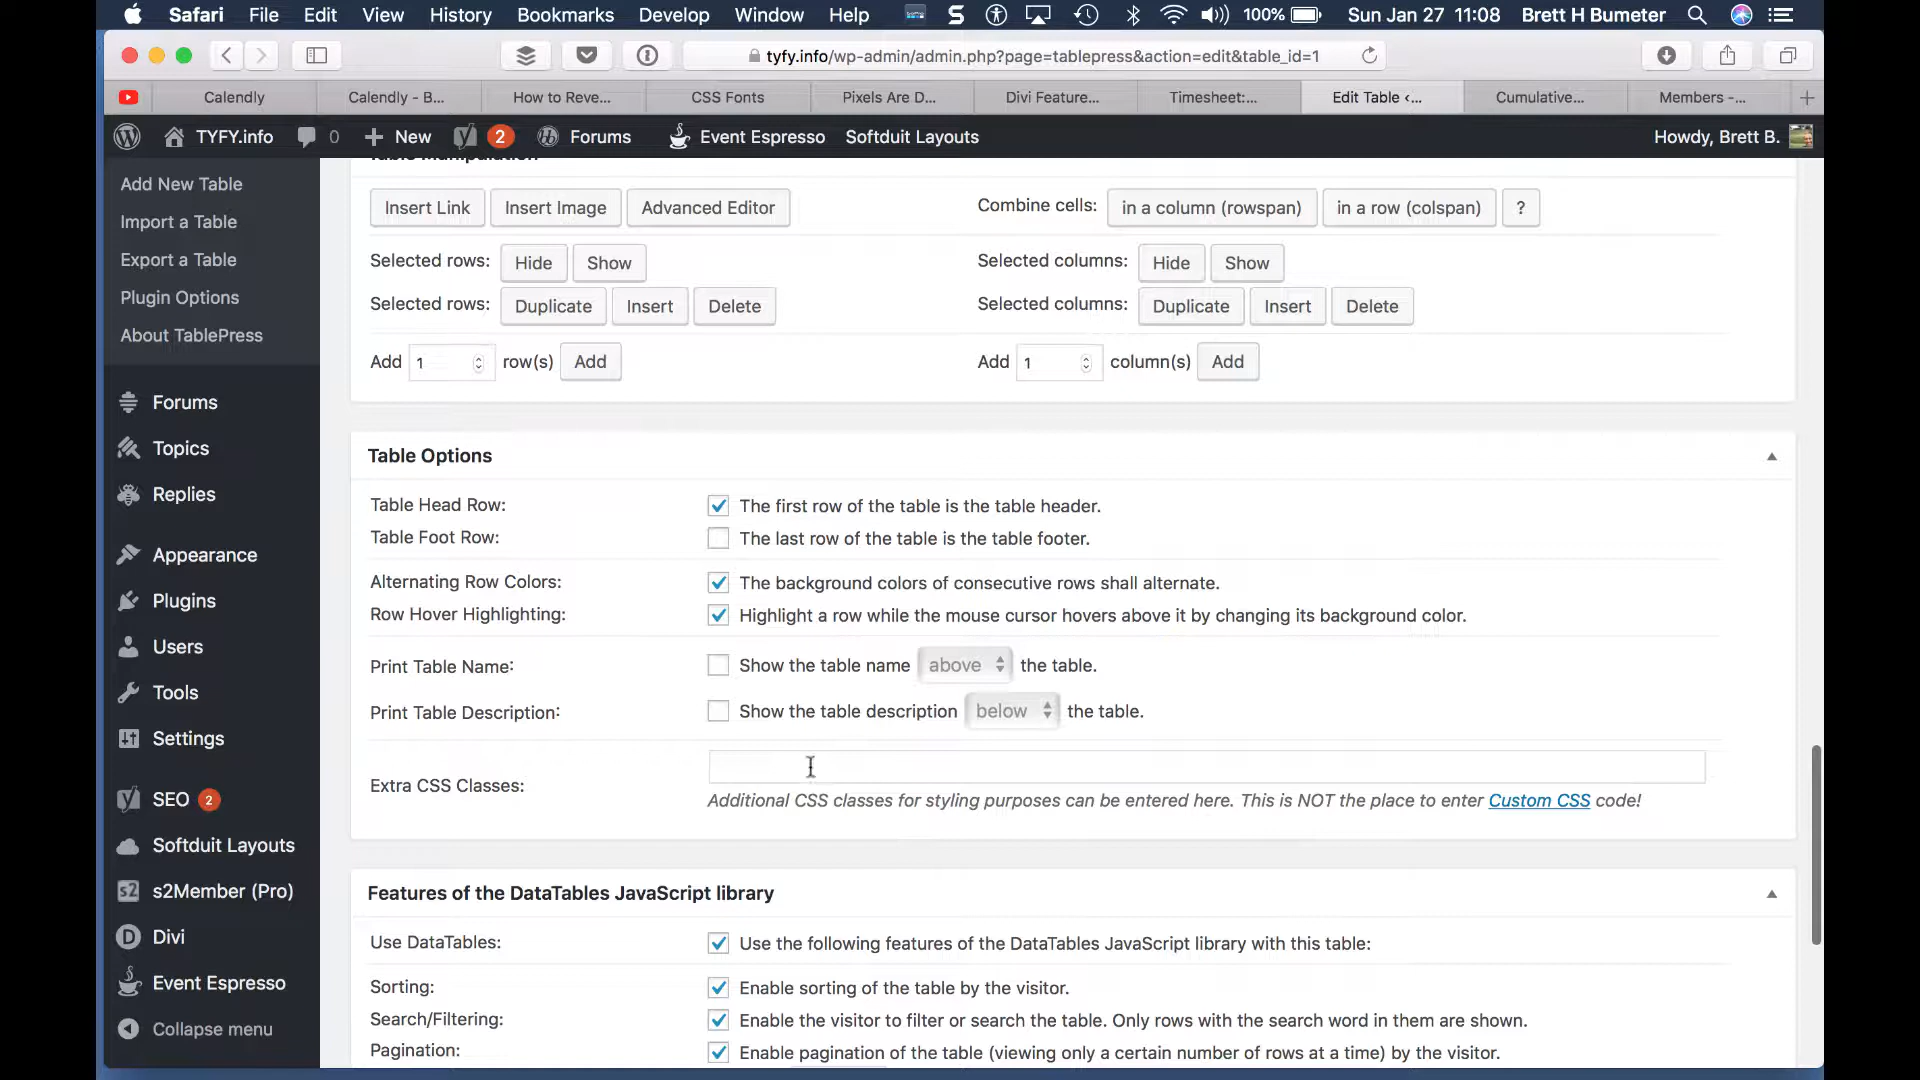 Safari File Edit View History Bookmarks Develop Window Help 100% Sun Jan 27 11:08 Brett H Bumeter
tyfy.info/wp-admin/admin.php?page=tablepress&action=edit&table_id=1
Calendly Calendly - B... How to Reve... CSS Fonts Pixels Are D... Divi Feature... Timesheet:... Edit Table ‹... Cumulative... Members -...
TYFY.info 0 + New 2 Forums Event Espresso Softduit Layouts Howdy, Brett B.
Table Manipulation
Add New Table
Import a Table
Export a Table
Plugin Options
About TablePress
Forums
Topics
Replies
Appearance
Plugins
Users
Tools
Settings
SEO 2
Softduit Layouts
s2 s2Member (Pro)
D Divi
Event Espresso
Collapse menu
Insert Link Insert Image Advanced Editor Combine cells: in a column (rowspan) in a row (colspan) ?
Selected rows: Hide Show Selected columns: Hide Show
Selected rows: Duplicate Insert Delete Selected columns: Duplicate Insert Delete
Add 1 row(s) Add Add 1 column(s) Add
Table Options
Table Head Row: The first row of the table is the table header.
Table Foot Row: The last row of the table is the table footer.
Alternating Row Colors: The background colors of consecutive rows shall alternate.
Row Hover Highlighting: Highlight a row while the mouse cursor hovers above it by changing its background color.
Print Table Name: Show the table name above the table.
Print Table Description: Show the table description below the table.
Extra CSS Classes:
Additional CSS classes for styling purposes can be entered here. This is NOT the place to enter Custom CSS code!
Features of the DataTables JavaScript library
Use DataTables: Use the following features of the DataTables JavaScript library with this table:
Sorting: Enable sorting of the table by the visitor.
Search/Filtering: Enable the visitor to filter or search the table. Only rows with the search word in them are shown.
Pagination: Enable pagination of the table (viewing only a certain number of rows at a time) by the visitor.